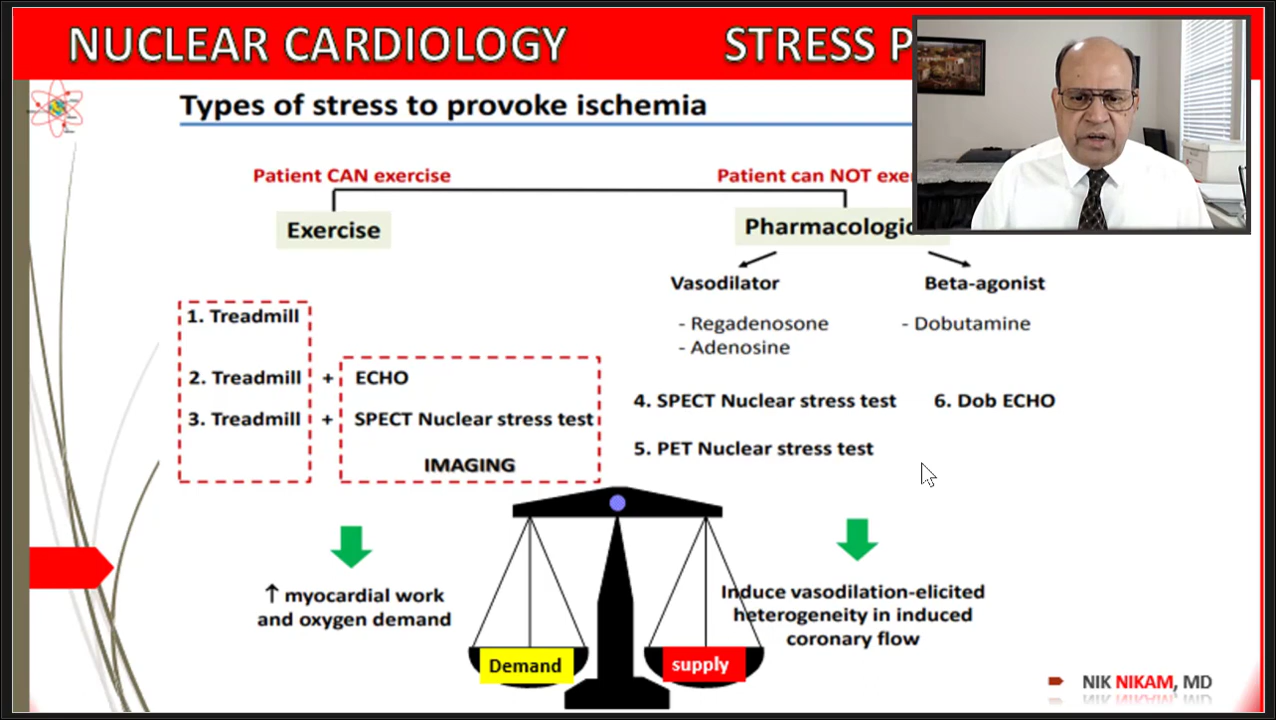 NUCLEAR CARDIOLOGY STRESS
Types of stress to provoke ischemia
Patient CAN exercise
Patient can NOT
Exercise
Pharmacologic
Vasodilator
Beta-agonist
- Regadenosone
- Adenosine
- Dobutamine
1. Treadmill
2. Treadmill + ECHO
3. Treadmill + SPECT Nuclear stress test
IMAGING
4. SPECT Nuclear stress test
5. PET Nuclear stress test
6. Dob ECHO
↑ myocardial work
and oxygen demand
Demand
supply
Induce vasodilation-elicited
heterogeneity in induced
coronary flow
NIK NIKAM, MD